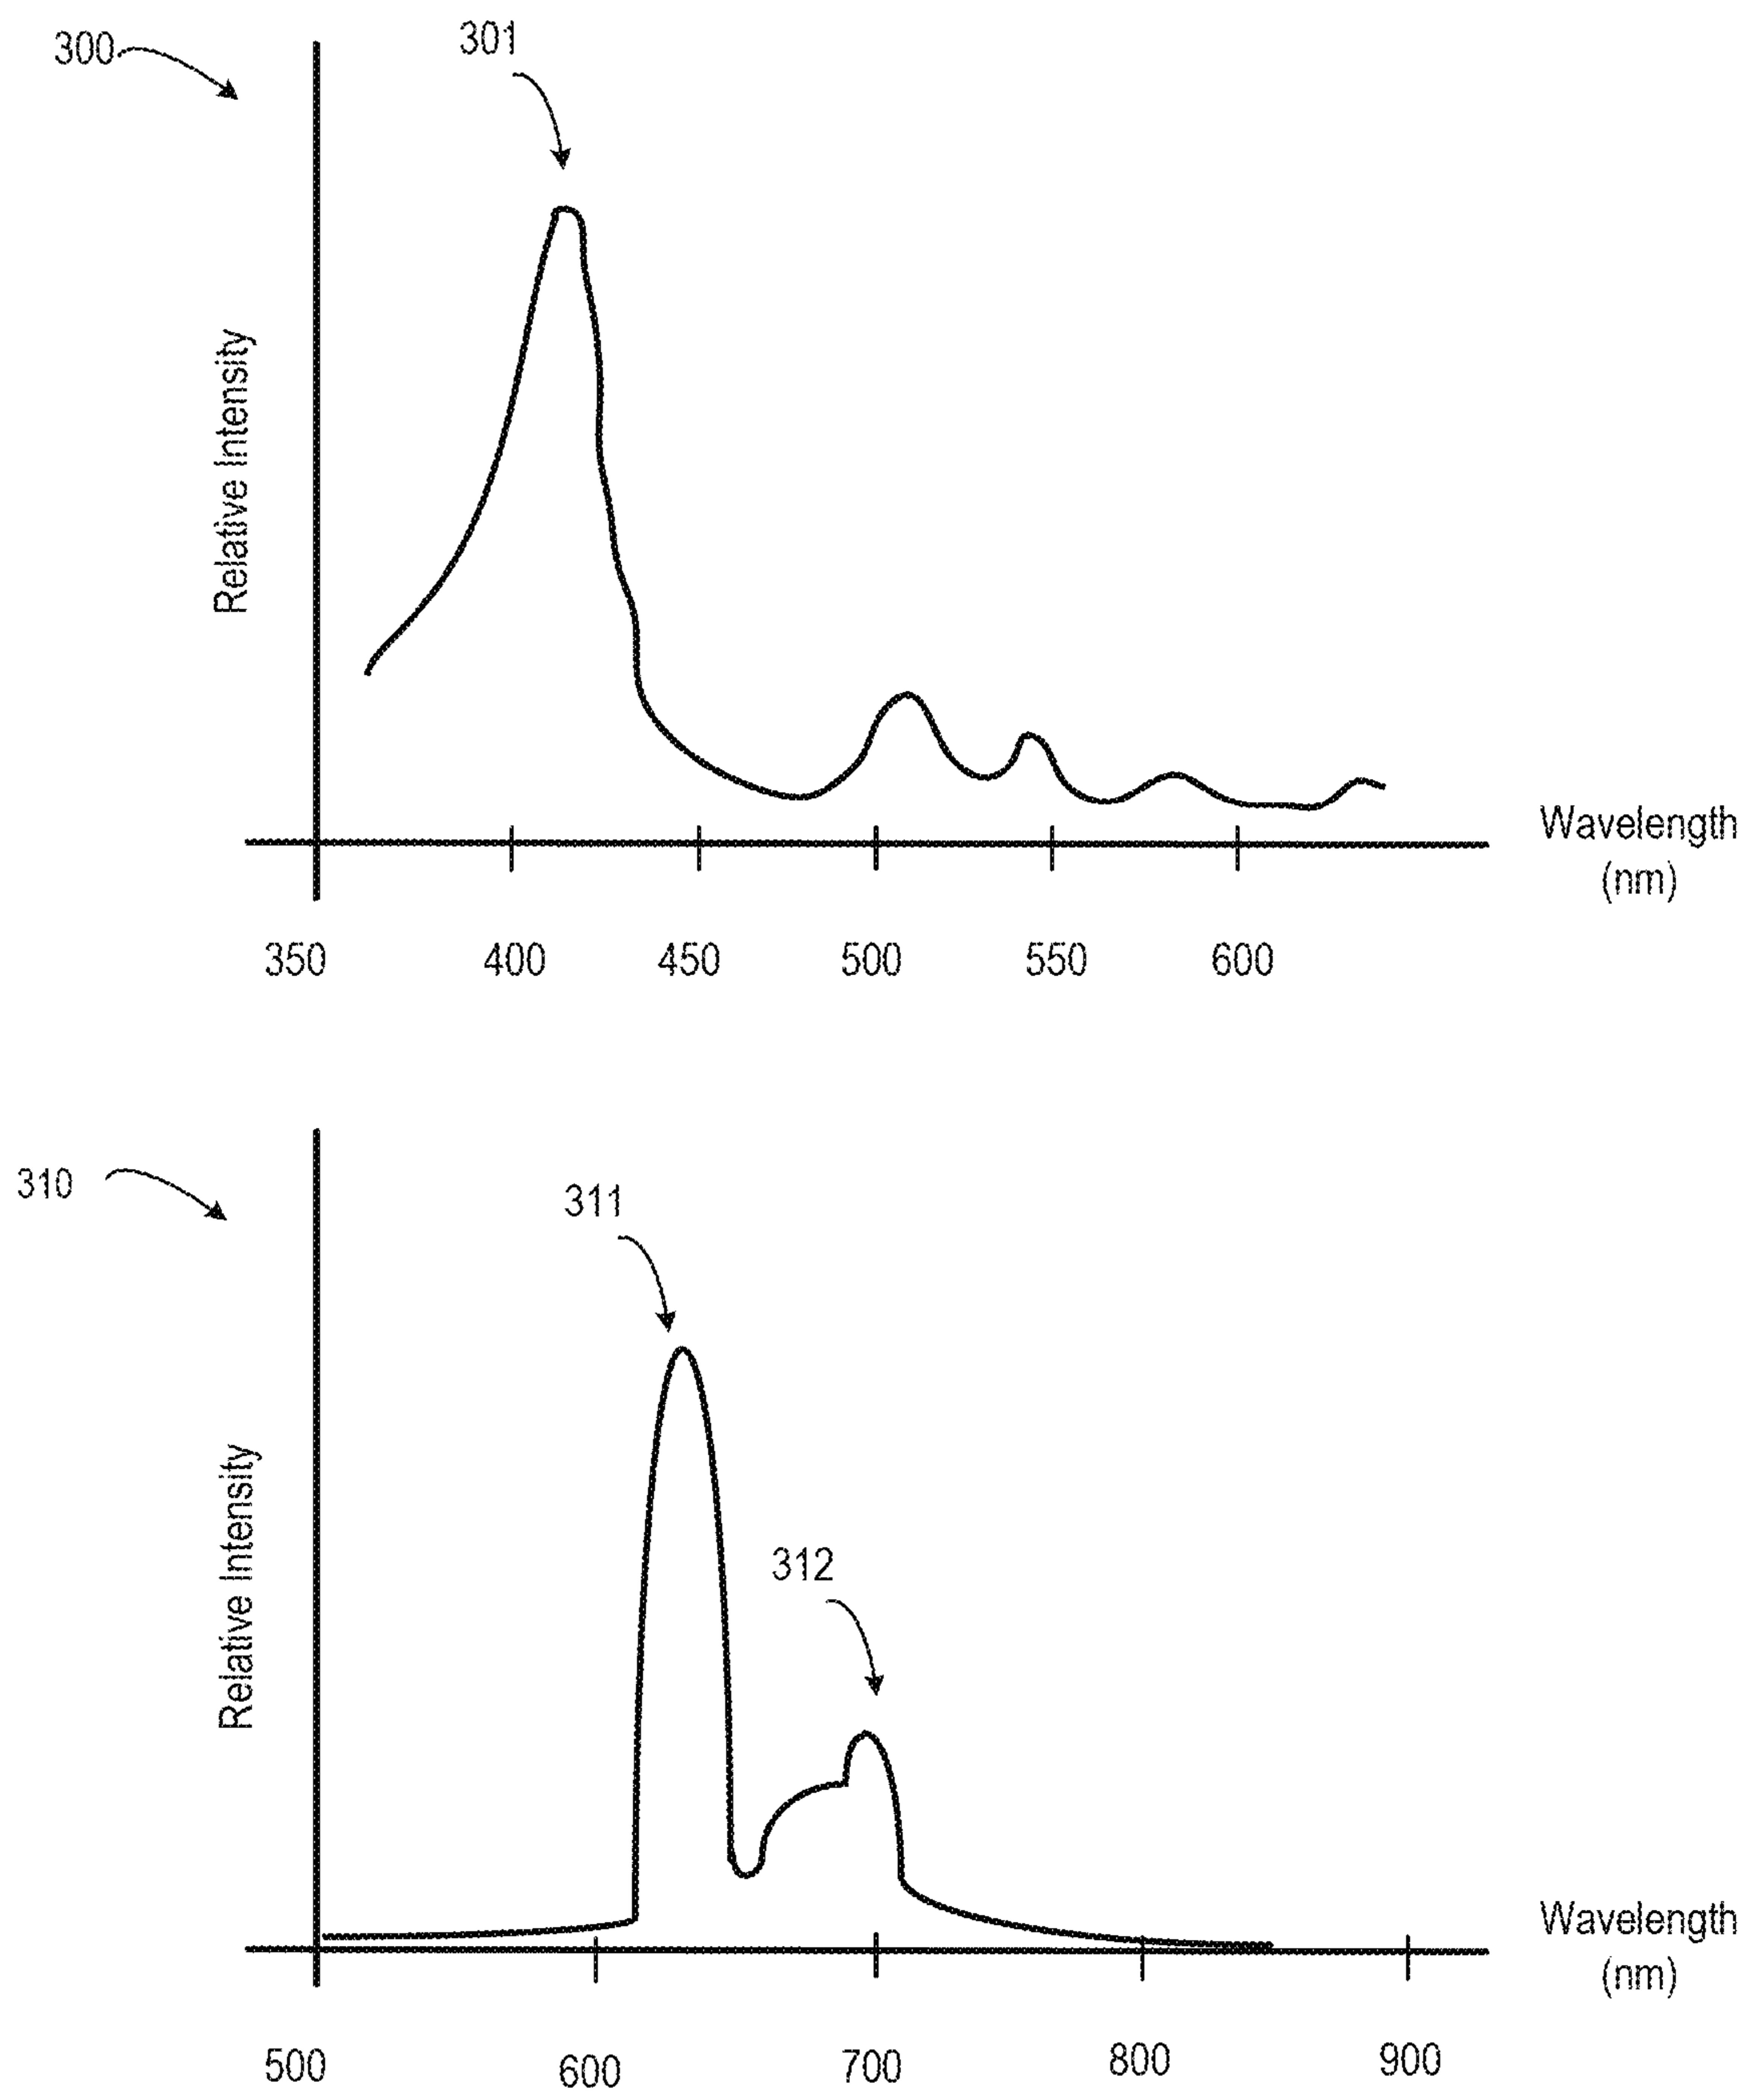 300
301
Relative Intensity
Wavelength
(nm)
350 400 450 500 550 600
310
311
312
Relative Intensity
Wavelength
(nm)
500 600 700 800 900